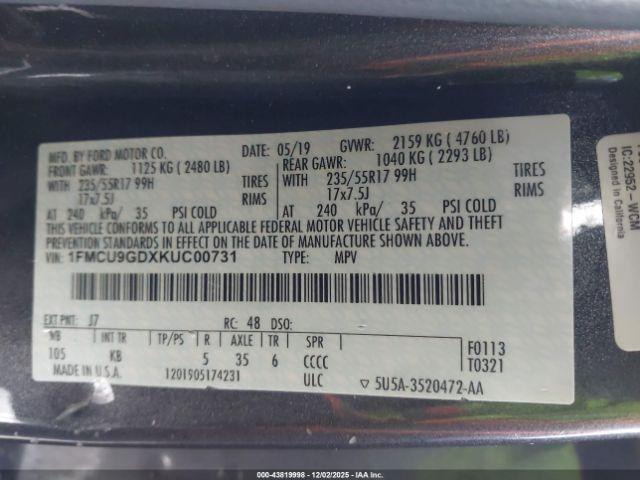 MFD. BY FORD MOTOR CO. DATE: 05/19 GVWR: 2159 KG ( 4760 LB)
FRONT GAWR: 1125 KG ( 2480 LB) REAR GAWR: 1040 KG ( 2293 LB)
WITH 235/55R17 99H TIRES WITH 235/55R17 99H TIRES
17x7.5J RIMS 17x7.5J RIMS
AT 240 kPa/ 35 PSI COLD AT 240 kPa/ 35 PSI COLD
THIS VEHICLE CONFORMS TO ALL APPLICABLE FEDERAL MOTOR VEHICLE SAFETY AND THEFT
PREVENTION STANDARDS IN EFFECT ON THE DATE OF MANUFACTURE SHOWN ABOVE.
VIN: 1FMCU9GDXKUC00731 TYPE: MPV
EXT PNT: J7 RC: 48 DSO:
WB INT TR TP/PS R AXLE TR SPR
105 KB 5 35 6 CCCC
F0113
T0321
MADE IN U.S.A. 1201905174231 ULC ▽ 5U5A-3520472-AA
IC:22952-WCM
Designed in California
000-43819998 - 12/02/2025 - IAA Inc.